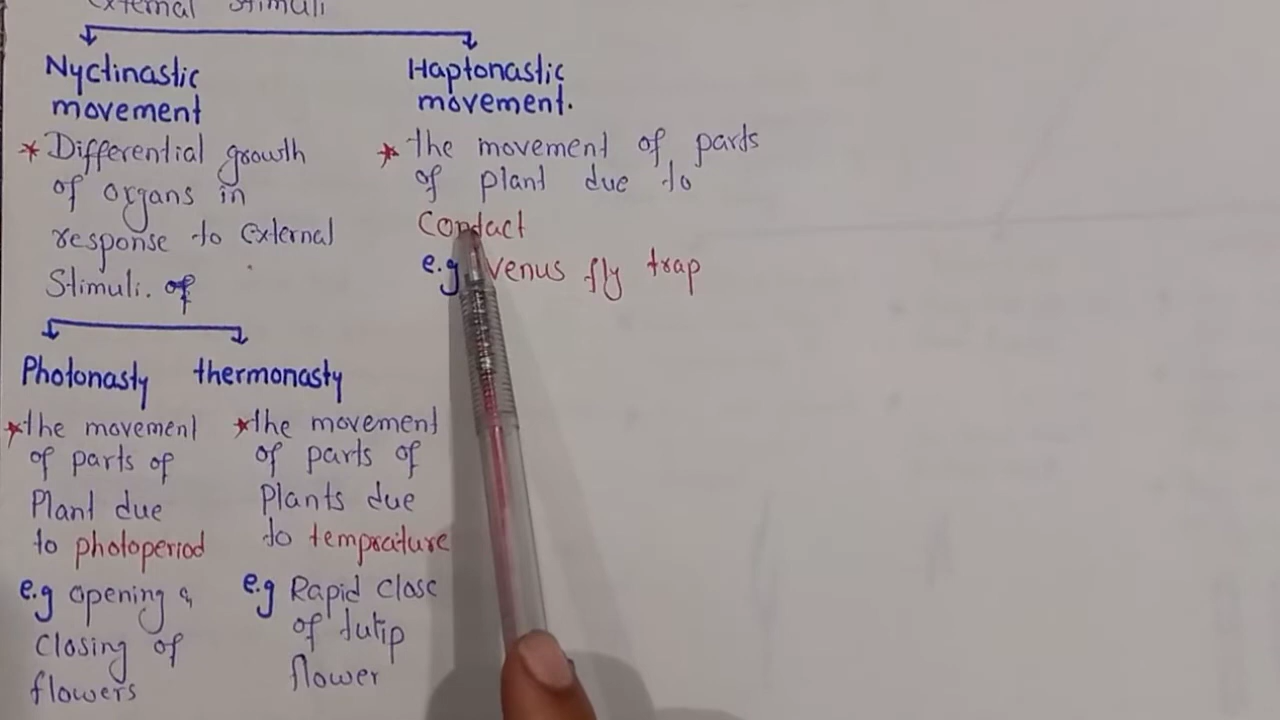 External Stimuli
Nyctinastic
movement
* Differential growth
of organs in
response to External
Stimuli. of
Photonasty
* the movement
of parts of
Plant due
to photoperiod
e.g opening &
Closing of
flowers
thermonasty
* the movement
of parts of
Plants due
to temprature
e.g Rapid close
of tulip
flower
Haptonastic
movement.
* the movement of parts
of plant due to
Contact
e.g Venus fly trap